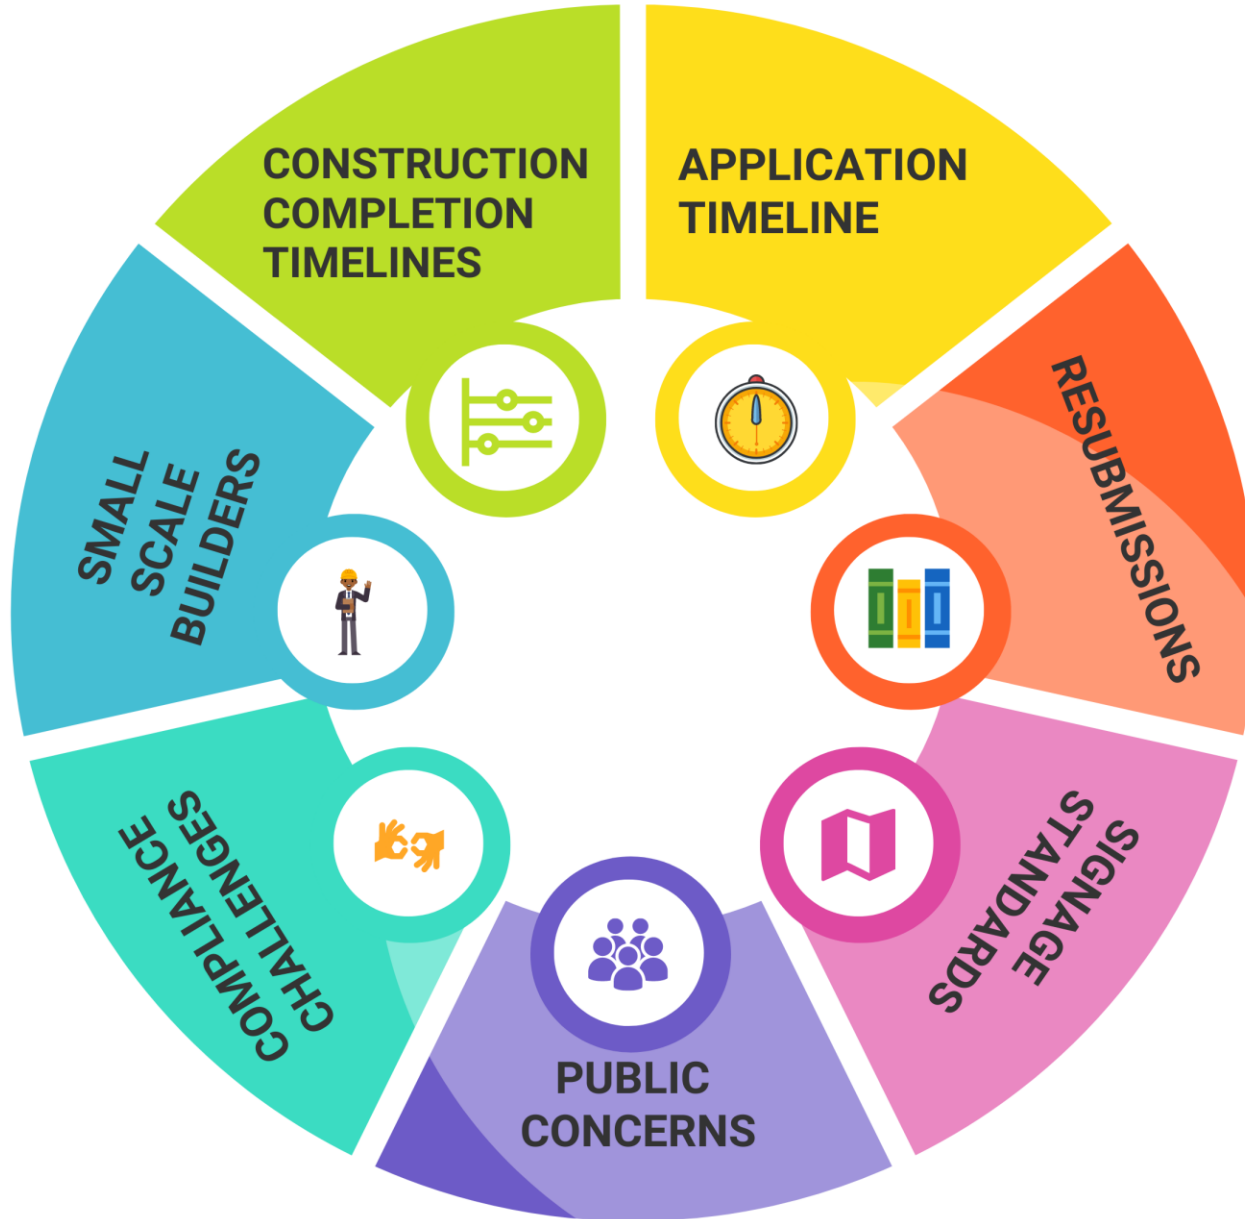 CONSTRUCTION
COMPLETION
TIMELINES
APPLICATION
TIMELINE
RESUBMISSIONS
SIGNAGE
STANDARDS
PUBLIC
CONCERNS
COMPLIANCE
CHALLENGES
SMALL
SCALE
BUILDERS